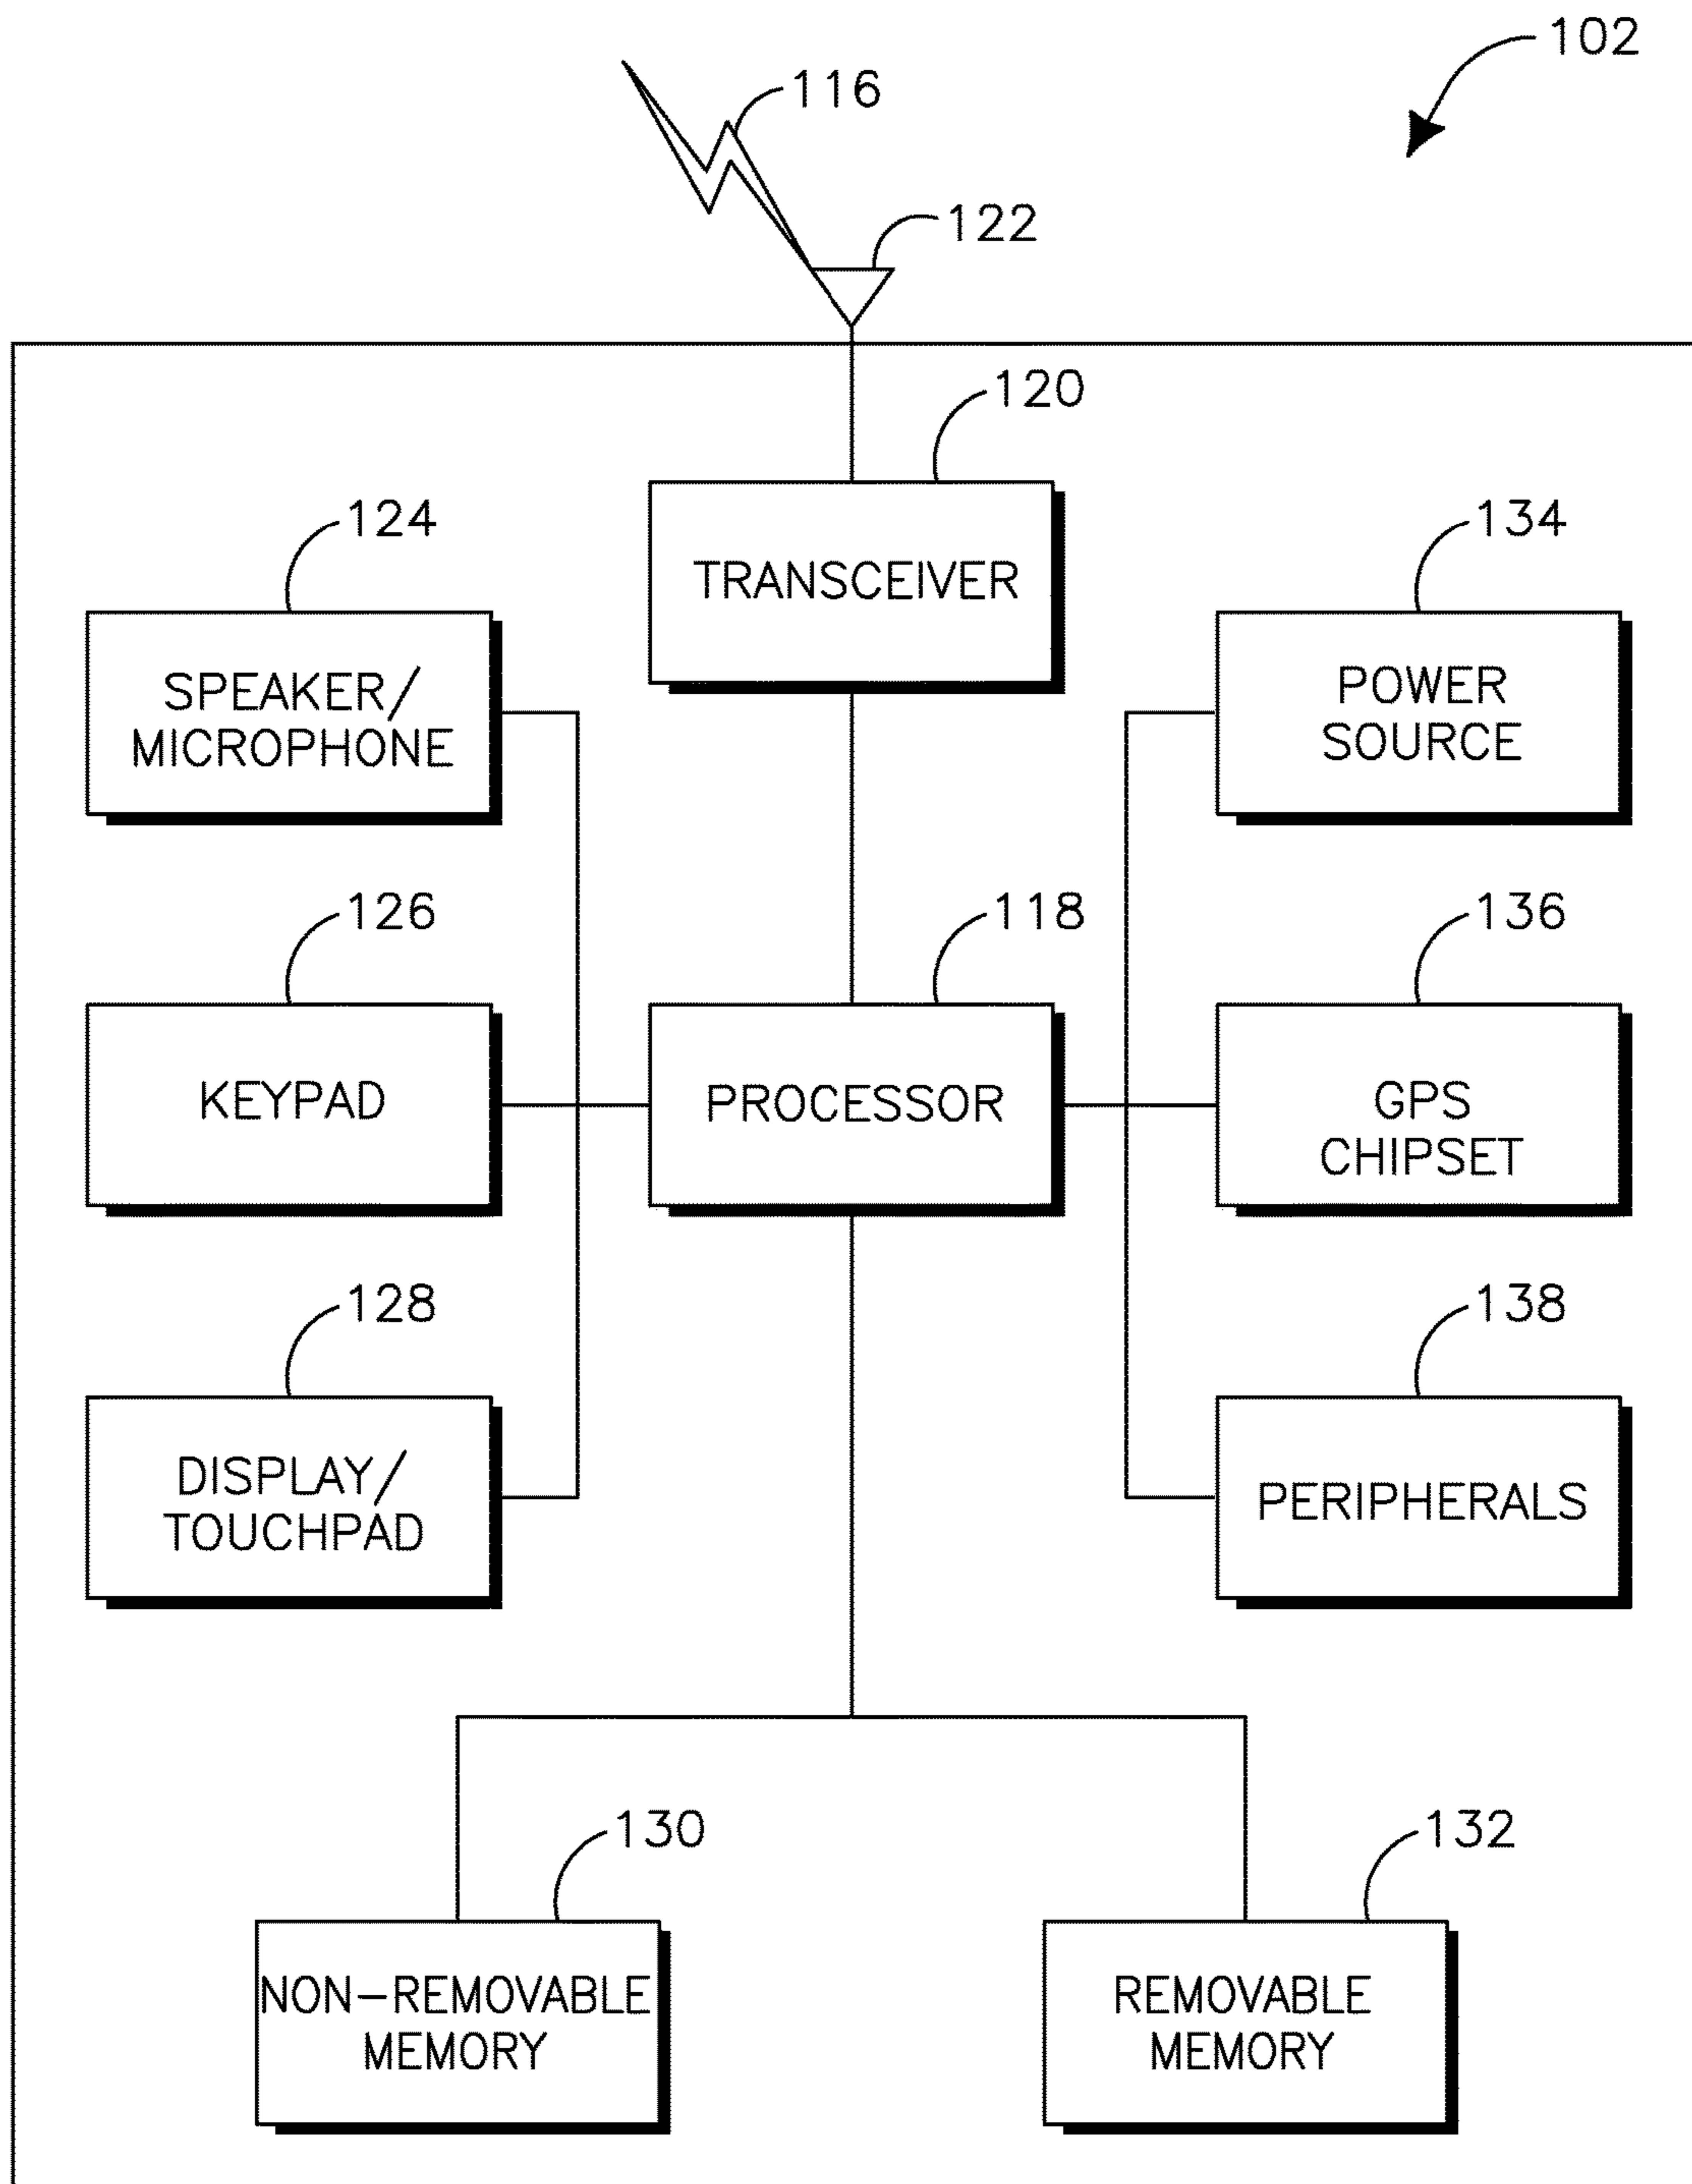 102
116
122
120
124
134
TRANSCEIVER
SPEAKER/
MICROPHONE
POWER
SOURCE
126
118
136
KEYPAD
PROCESSOR
GPS
CHIPSET
128
138
DISPLAY/
TOUCHPAD
PERIPHERALS
130
132
NON-REMOVABLE
MEMORY
REMOVABLE
MEMORY